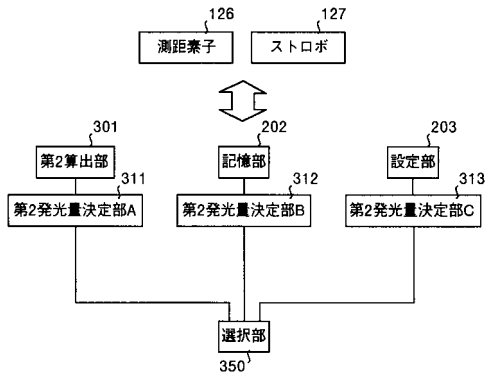 126
127
測距素子
ストロボ
301
202
203
第2算出部
記憶部
設定部
311
312
313
第2発光量決定部A
第2発光量決定部B
第2発光量決定部C
選択部
350